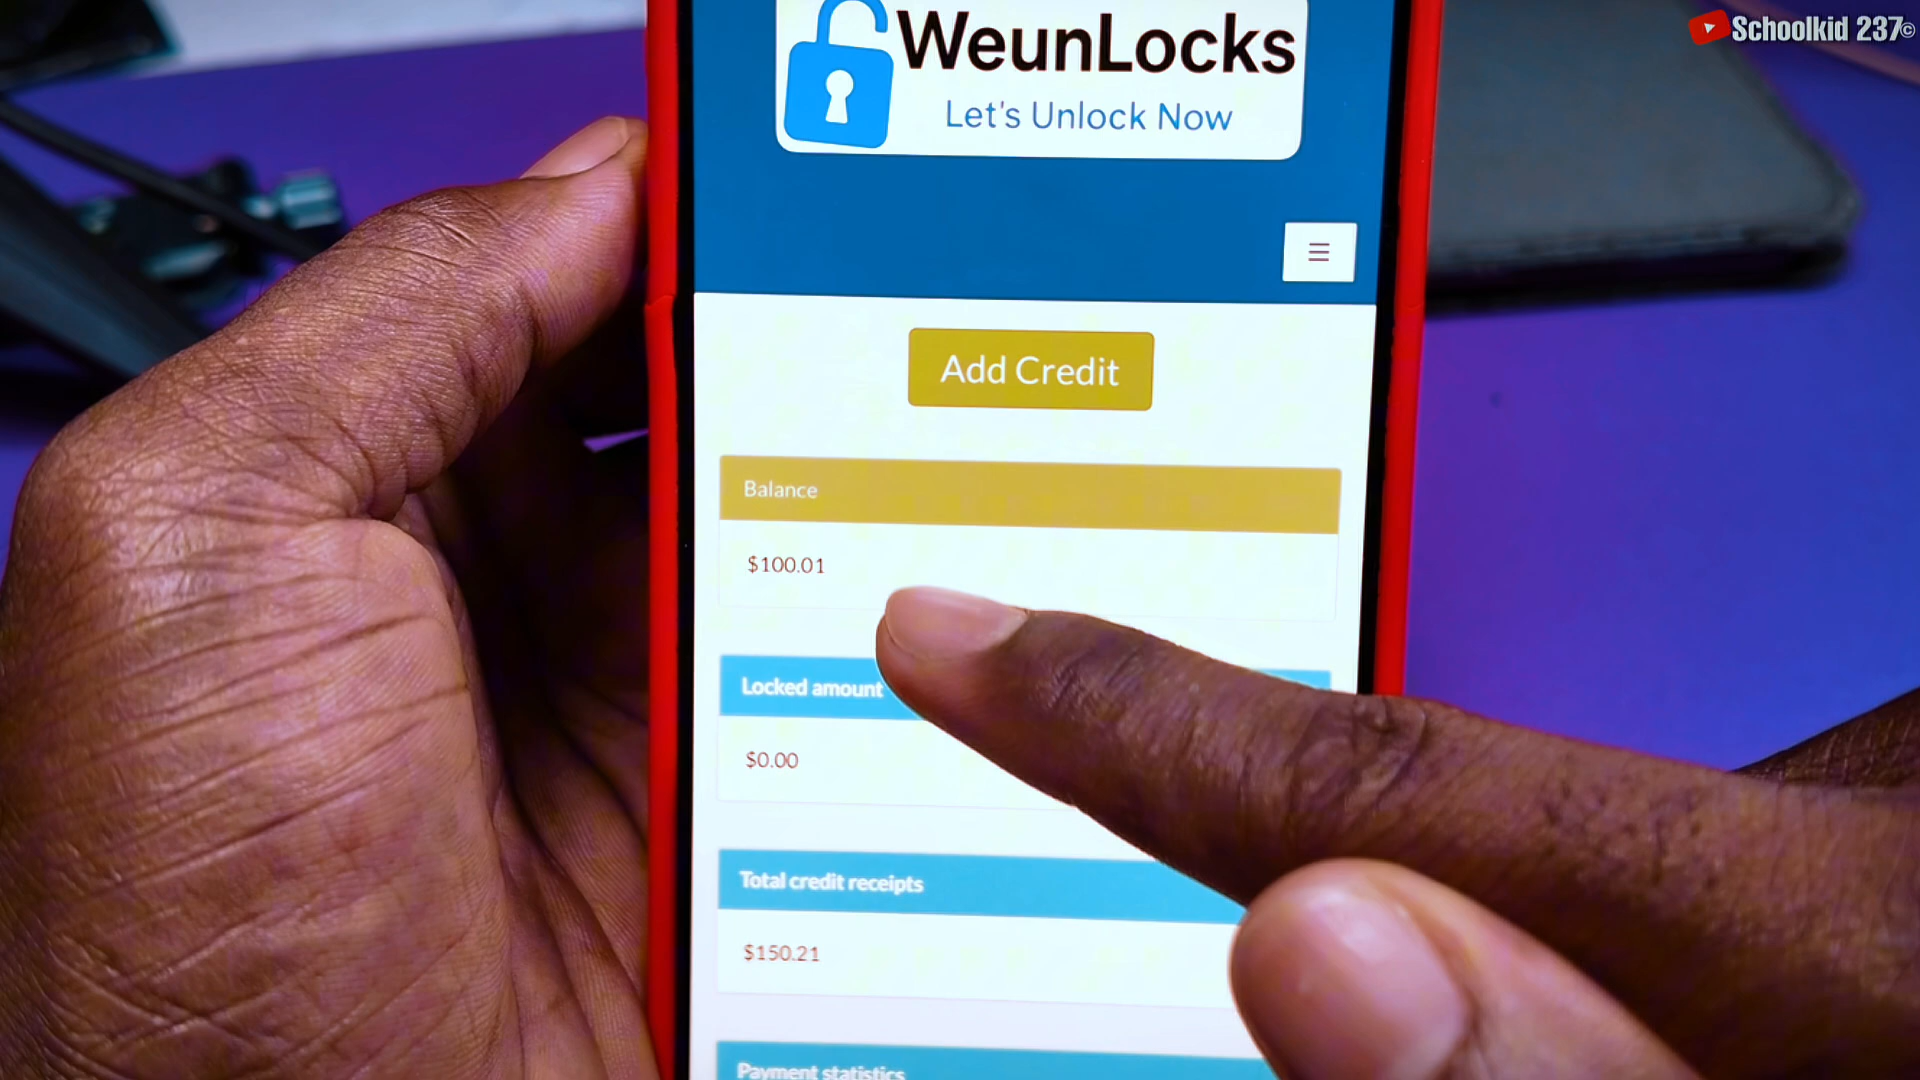 Schoolkid 237©
WeunLocks
Let's Unlock Now
Add Credit
Balance
$100.01
Locked amount
$0.00
Total credit receipts
$150.21
Payment statistics